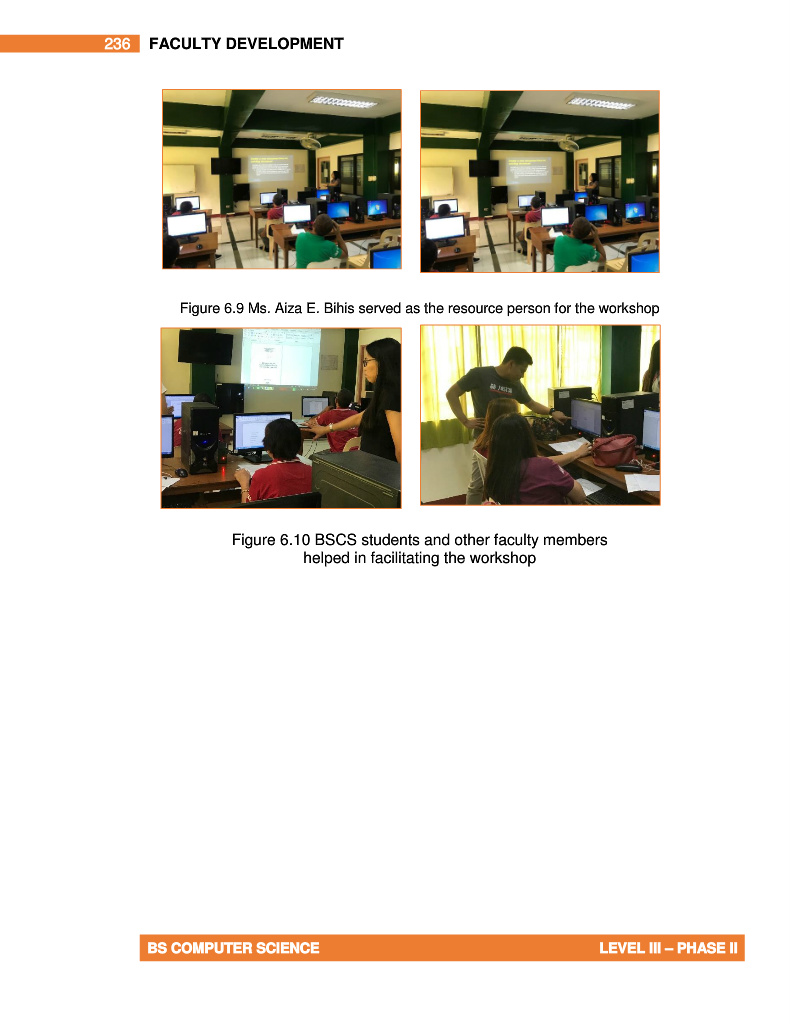 236 FACULTY DEVELOPMENT
Figure 6.9 Ms. Aiza E. Bihis served as the resource person for the workshop
Figure 6.10 BSCS students and other faculty members
helped in facilitating the workshop
BS COMPUTER SCIENCE LEVEL III – PHASE II